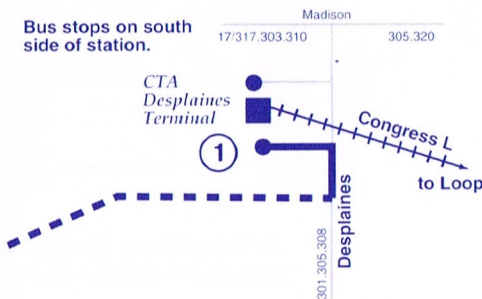 Madison
Bus stops on south
side of station.
17/317.303.310
305.320
CTA
Desplaines
Terminal
Congress L
to Loop
1
Desplaines
301.305.308